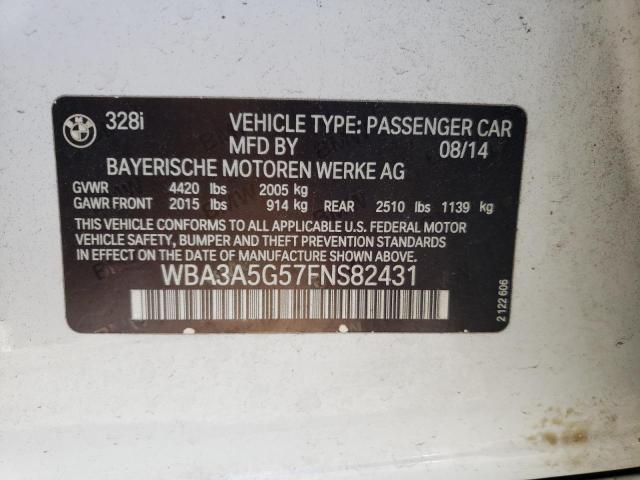 BMW 328i VEHICLE TYPE: PASSENGER CAR
MFD BY 08/14
BAYERISCHE MOTOREN WERKE AG
GVWR 4420 lbs 2005 kg
GAWR FRONT 2015 lbs 914 kg REAR 2510 lbs 1139 kg
THIS VEHICLE CONFORMS TO ALL APPLICABLE U.S. FEDERAL MOTOR
VEHICLE SAFETY, BUMPER AND THEFT PREVENTION STANDARDS IN
EFFECT ON THE DATE OF MANUFACTURE SHOWN ABOVE.
WBA3A5G57FNS82431
2 122 606